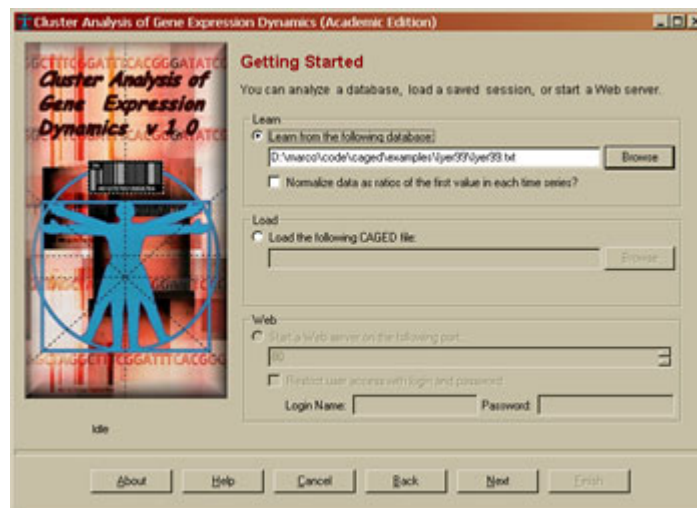 Cluster Analysis of Gene Expression Dynamics (Academic Edition)
Cluster Analysis of
Gene Expression
Dynamics v 1.0
Idle
Getting Started
You can analyze a database, load a saved session, or start a Web server.
Learn
Learn from the following database:
D:\marco\code\caged\examples\Iyer99\Iyer99.txt
Browse
Normalize data as ratios of the first value in each time series?
Load
Load the following CAGED file:
Browse
Web
Start a Web server on the following port:
80
Restrict user access with login and password
Login Name:
Password:
About
Help
Cancel
Back
Next
Finish